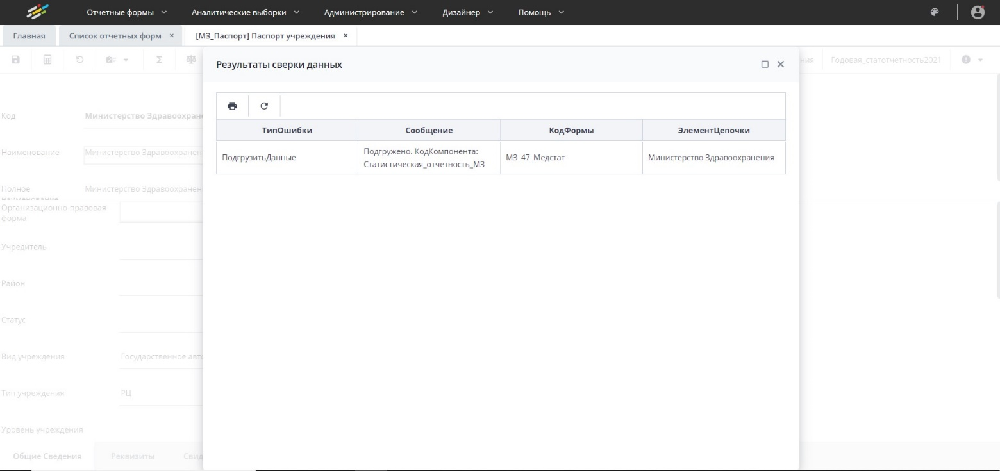 Отчетные формы Аналитические выборки Администрирование Дизайнер Помощь
Главная Список отчетных форм × [МЗ_Паспорт] Паспорт учреждения ×
Результаты сверки данных
Годовая_статотчетность2021
Код
Министерство Здравоохран
ТипОшибки Сообщение КодФормы ЭлементЦепочки
ПодгрузитьДанные
Подгружено. КодКомпонента:
Статистическая_отчетность_МЗ
МЗ_47_Медстат
Министерство Здравоохранения
Наименование
Министерство Здравоохранен
Полное
наименование
Министерство Здравоохранен
Организационно-правовая
форма
Учредитель
Район
Статус
Вид учреждения Государственное авт
Тип учреждения РЦ
Уровень учреждения
Общие Сведения Реквизиты Свид